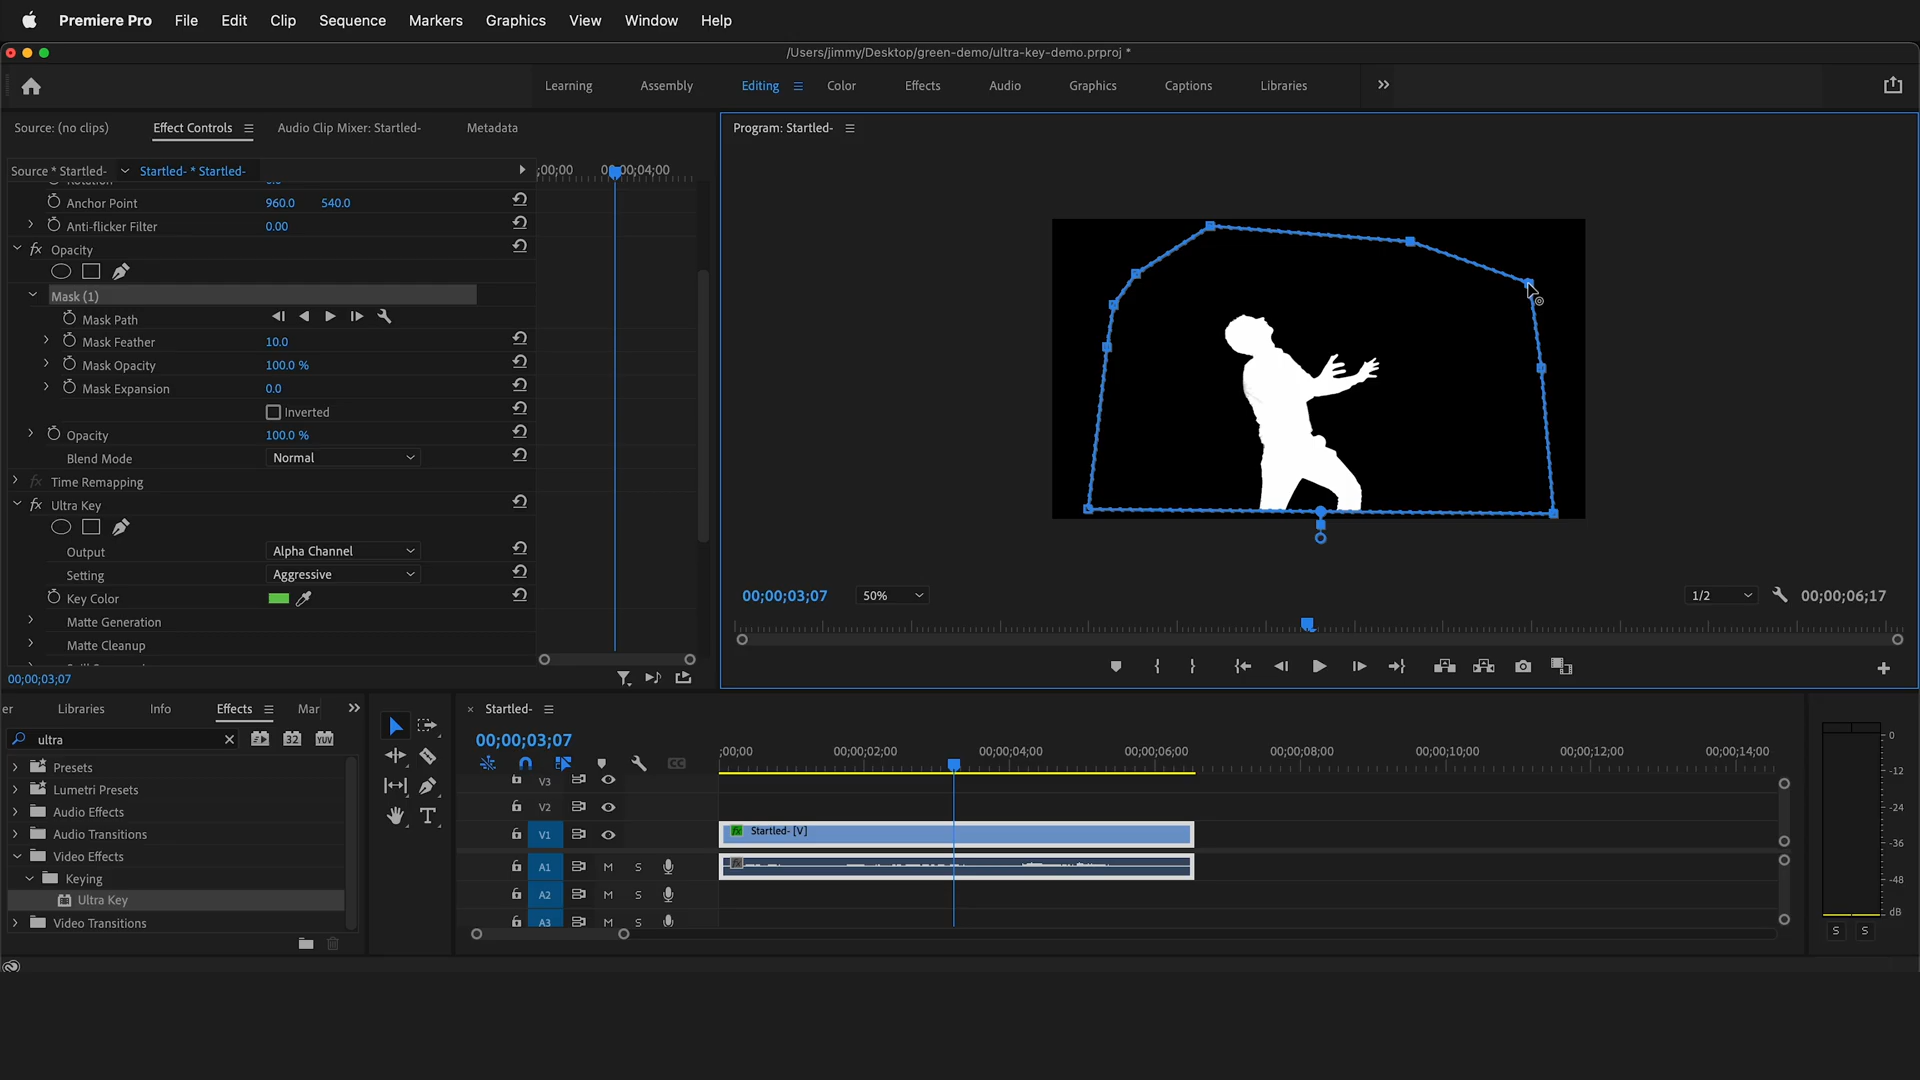 Premiere Pro File Edit Clip Sequence Markers Graphics View Window Help
/Users/jimmy/Desktop/green-demo/ultra-key-demo.prproj *
Learning Assembly Editing Color Effects Audio Graphics Captions Libraries
Source: (no clips) Effect Controls Audio Clip Mixer: Startled- Metadata
Program: Startled-
Source * Startled- Startled- * Startled- ;00;00 00;00;04;00
Anchor Point 960.0 540.0
Anti-flicker Filter 0.00
fx Opacity
Mask (1)
Mask Path
Mask Feather 10.0
Mask Opacity 100.0 %
Mask Expansion 0.0
Inverted
Opacity 100.0 %
Blend Mode Normal
fx Time Remapping
fx Ultra Key
Output Alpha Channel
Setting Aggressive
Key Color
Matte Generation
Matte Cleanup
00;00;03;07
00;00;03;07 50% 1/2 00;00;06;17
er Libraries Info Effects Mar
ultra
32 YUV
Presets
Lumetri Presets
Audio Effects
Audio Transitions
Video Effects
Keying
Ultra Key
Video Transitions
× Startled-
00;00;03;07
;00;00 00;00;02;00 00;00;04;00 00;00;06;00 00;00;08;00 00;00;10;00 00;00;12;00 00;00;14;00
CC
V3
V2
V1 fx Startled- [V]
A1 M S fx
A2 M S
A3 M S
0
-12
-24
-36
-48
dB
S S